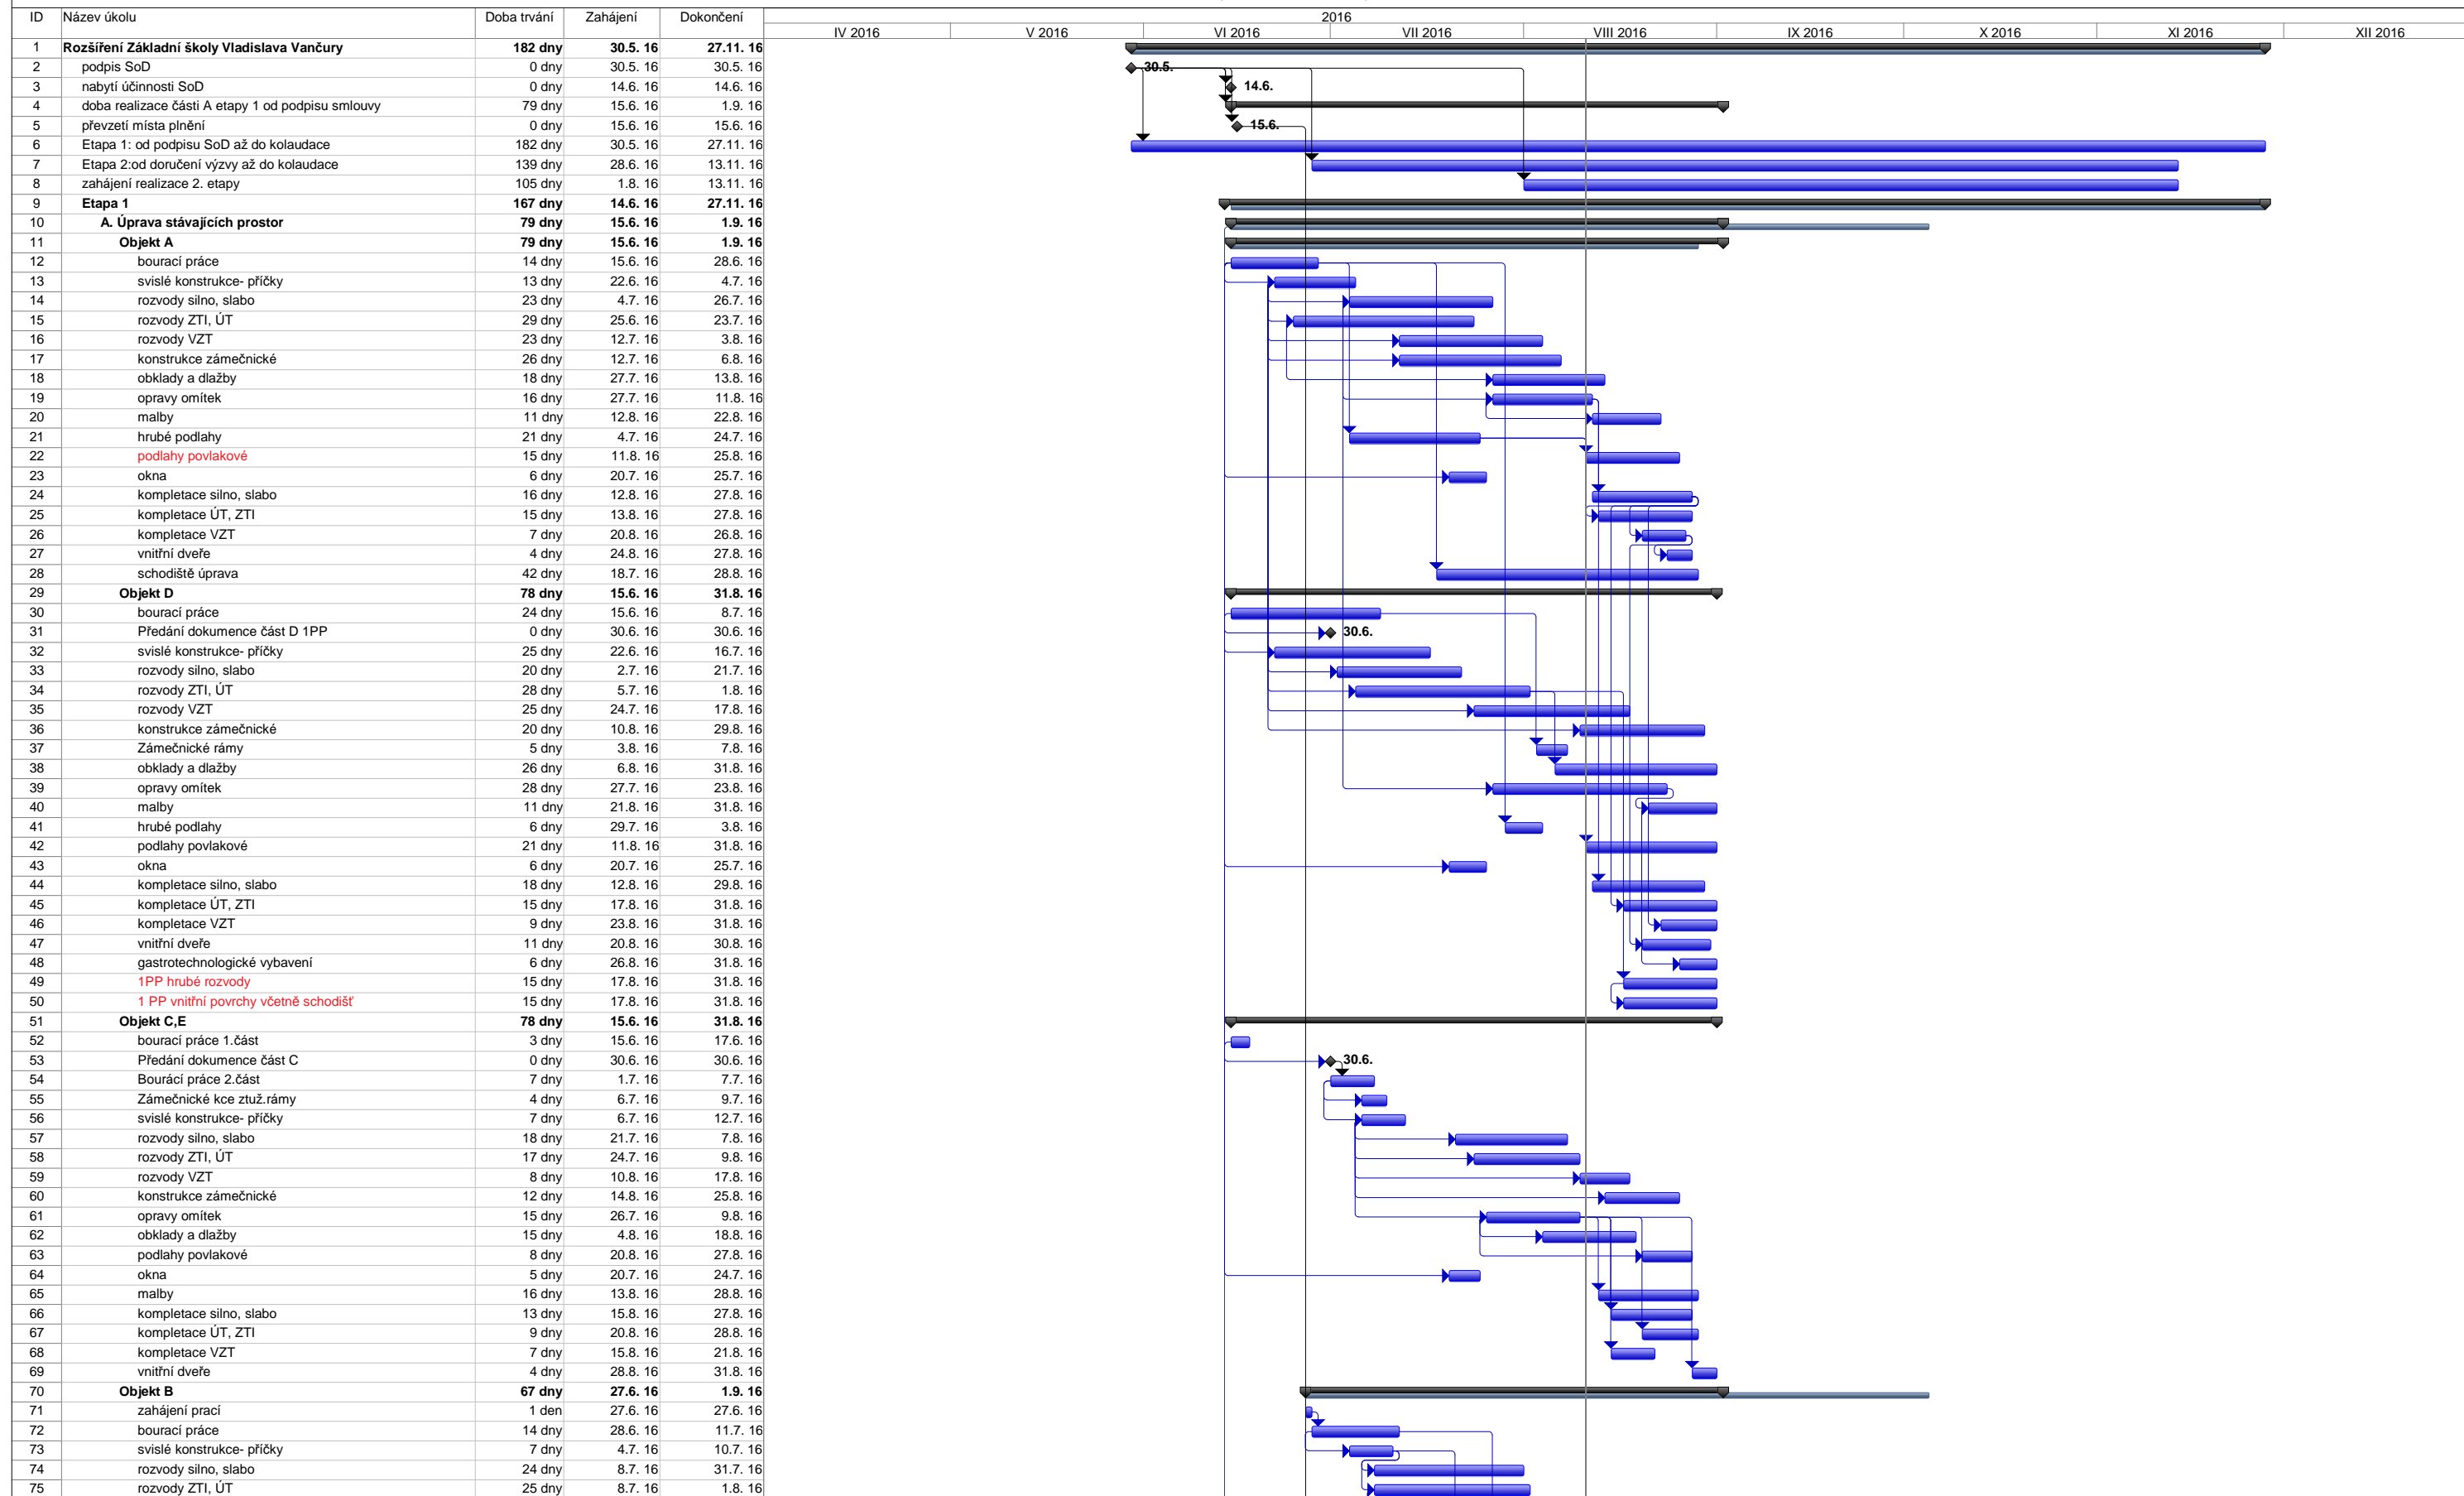 ID Název úkolu Doba trvání Zahájení Dokončení 2016
IV 2016 V 2016 VI 2016 VII 2016 VIII 2016 IX 2016 X 2016 XI 2016 XII 2016
1 Rozšíření Základní školy Vladislava Vančury 182 dny 30.5. 16 27.11. 16
2 podpis SoD 0 dny 30.5. 16 30.5. 16 30.5.
3 nabytí účinnosti SoD 0 dny 14.6. 16 14.6. 16 14.6.
4 doba realizace části A etapy 1 od podpisu smlouvy 79 dny 15.6. 16 1.9. 16
5 převzetí místa plnění 0 dny 15.6. 16 15.6. 16 15.6.
6 Etapa 1: od podpisu SoD až do kolaudace 182 dny 30.5. 16 27.11. 16
7 Etapa 2:od doručení výzvy až do kolaudace 139 dny 28.6. 16 13.11. 16
8 zahájení realizace 2. etapy 105 dny 1.8. 16 13.11. 16
9 Etapa 1 167 dny 14.6. 16 27.11. 16
10 A. Úprava stávajících prostor 79 dny 15.6. 16 1.9. 16
11 Objekt A 79 dny 15.6. 16 1.9. 16
12 bourací práce 14 dny 15.6. 16 28.6. 16
13 svislé konstrukce- příčky 13 dny 22.6. 16 4.7. 16
14 rozvody silno, slabo 23 dny 4.7. 16 26.7. 16
15 rozvody ZTI, ÚT 29 dny 25.6. 16 23.7. 16
16 rozvody VZT 23 dny 12.7. 16 3.8. 16
17 konstrukce zámečnické 26 dny 12.7. 16 6.8. 16
18 obklady a dlažby 18 dny 27.7. 16 13.8. 16
19 opravy omítek 16 dny 27.7. 16 11.8. 16
20 malby 11 dny 12.8. 16 22.8. 16
21 hrubé podlahy 21 dny 4.7. 16 24.7. 16
22 podlahy povlakové 15 dny 11.8. 16 25.8. 16
23 okna 6 dny 20.7. 16 25.7. 16
24 kompletace silno, slabo 16 dny 12.8. 16 27.8. 16
25 kompletace ÚT, ZTI 15 dny 13.8. 16 27.8. 16
26 kompletace VZT 7 dny 20.8. 16 26.8. 16
27 vnitřní dveře 4 dny 24.8. 16 27.8. 16
28 schodiště úprava 42 dny 18.7. 16 28.8. 16
29 Objekt D 78 dny 15.6. 16 31.8. 16
30 bourací práce 24 dny 15.6. 16 8.7. 16
31 Předání dokumence část D 1PP 0 dny 30.6. 16 30.6. 16 30.6.
32 svislé konstrukce- příčky 25 dny 22.6. 16 16.7. 16
33 rozvody silno, slabo 20 dny 2.7. 16 21.7. 16
34 rozvody ZTI, ÚT 28 dny 5.7. 16 1.8. 16
35 rozvody VZT 25 dny 24.7. 16 17.8. 16
36 konstrukce zámečnické 20 dny 10.8. 16 29.8. 16
37 Zámečnické rámy 5 dny 3.8. 16 7.8. 16
38 obklady a dlažby 26 dny 6.8. 16 31.8. 16
39 opravy omítek 28 dny 27.7. 16 23.8. 16
40 malby 11 dny 21.8. 16 31.8. 16
41 hrubé podlahy 6 dny 29.7. 16 3.8. 16
42 podlahy povlakové 21 dny 11.8. 16 31.8. 16
43 okna 6 dny 20.7. 16 25.7. 16
44 kompletace silno, slabo 18 dny 12.8. 16 29.8. 16
45 kompletace ÚT, ZTI 15 dny 17.8. 16 31.8. 16
46 kompletace VZT 9 dny 23.8. 16 31.8. 16
47 vnitřní dveře 11 dny 20.8. 16 30.8. 16
48 gastrotechnologické vybavení 6 dny 26.8. 16 31.8. 16
49 1PP hrubé rozvody 15 dny 17.8. 16 31.8. 16
50 1 PP vnitřní povrchy včetně schodišť 15 dny 17.8. 16 31.8. 16
51 Objekt C,E 78 dny 15.6. 16 31.8. 16
52 bourací práce 1.část 3 dny 15.6. 16 17.6. 16
53 Předání dokumence část C 0 dny 30.6. 16 30.6. 16 30.6.
54 Bourácí práce 2.část 7 dny 1.7. 16 7.7. 16
55 Zámečnické kce ztuž.rámy 4 dny 6.7. 16 9.7. 16
56 svislé konstrukce- příčky 7 dny 6.7. 16 12.7. 16
57 rozvody silno, slabo 18 dny 21.7. 16 7.8. 16
58 rozvody ZTI, ÚT 17 dny 24.7. 16 9.8. 16
59 rozvody VZT 8 dny 10.8. 16 17.8. 16
60 konstrukce zámečnické 12 dny 14.8. 16 25.8. 16
61 opravy omítek 15 dny 26.7. 16 9.8. 16
62 obklady a dlažby 15 dny 4.8. 16 18.8. 16
63 podlahy povlakové 8 dny 20.8. 16 27.8. 16
64 okna 5 dny 20.7. 16 24.7. 16
65 malby 16 dny 13.8. 16 28.8. 16
66 kompletace silno, slabo 13 dny 15.8. 16 27.8. 16
67 kompletace ÚT, ZTI 9 dny 20.8. 16 28.8. 16
68 kompletace VZT 7 dny 15.8. 16 21.8. 16
69 vnitřní dveře 4 dny 28.8. 16 31.8. 16
70 Objekt B 67 dny 27.6. 16 1.9. 16
71 zahájení prací 1 den 27.6. 16 27.6. 16
72 bourací práce 14 dny 28.6. 16 11.7. 16
73 svislé konstrukce- příčky 7 dny 4.7. 16 10.7. 16
74 rozvody silno, slabo 24 dny 8.7. 16 31.7. 16
75 rozvody ZTI, ÚT 25 dny 8.7. 16 1.8. 16